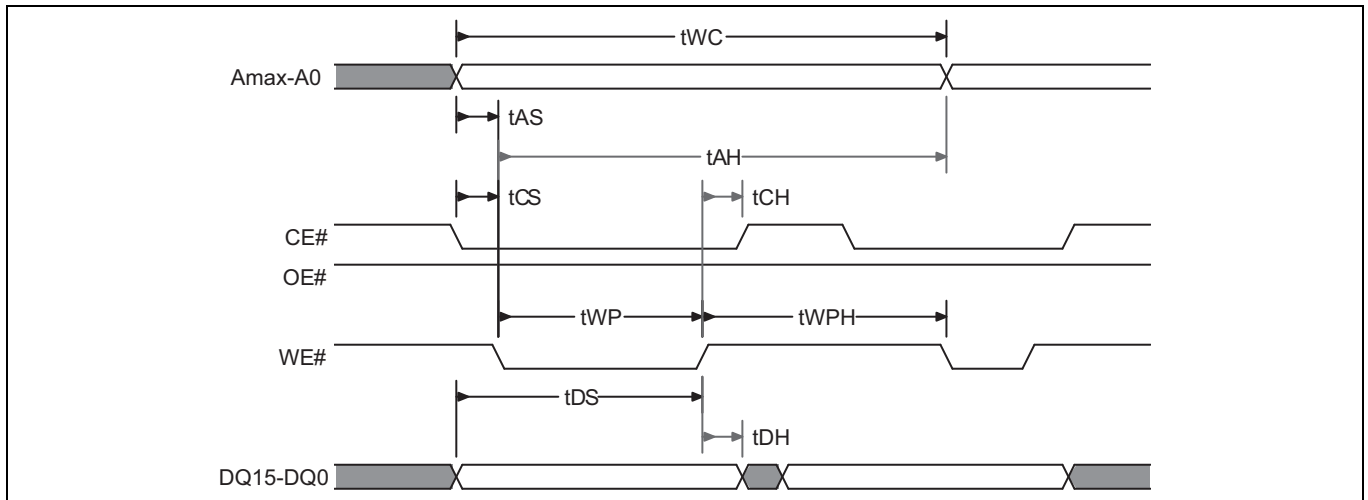 tWC
Amax-A0
tAS
tAH
tCS
tCH
CE#
OE#
tWP
tWPH
WE#
tDS
tDH
DQ15-DQ0